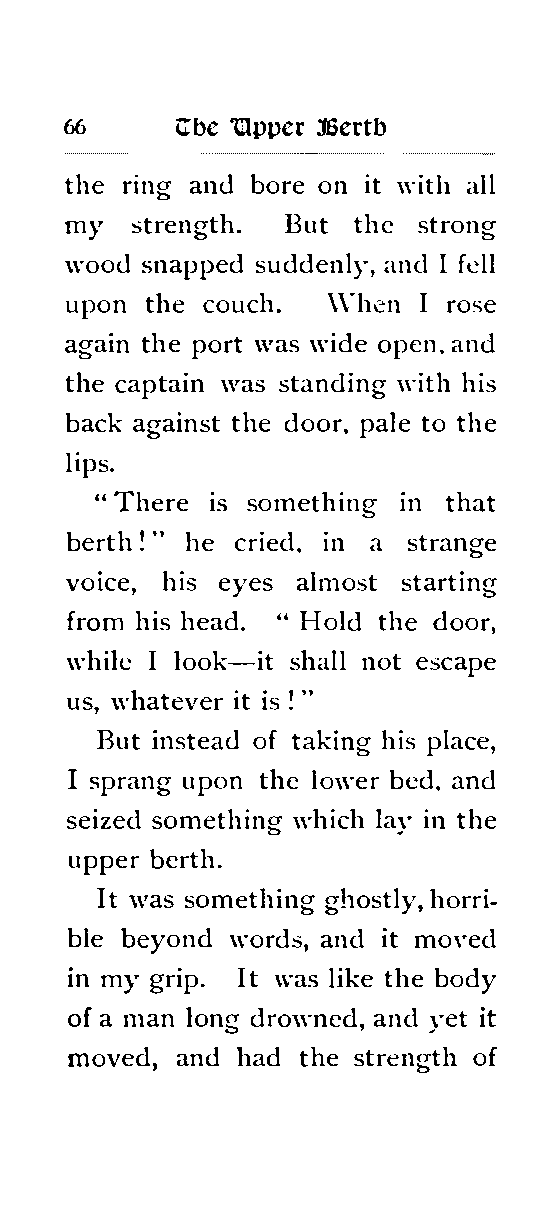 66 The Upper Berth
the ring and bore on it with all
my strength. But the strong
wood snapped suddenly, and I fell
upon the couch. When I rose
again the port was wide open, and
the captain was standing with his
back against the door, pale to the
lips.
“There is something in that
berth!” he cried, in a strange
voice, his eyes almost starting
from his head. “Hold the door,
while I look—it shall not escape
us, whatever it is!”
But instead of taking his place,
I sprang upon the lower bed, and
seized something which lay in the
upper berth.
It was something ghostly, horri-
ble beyond words, and it moved
in my grip. It was like the body
of a man long drowned, and yet it
moved, and had the strength of